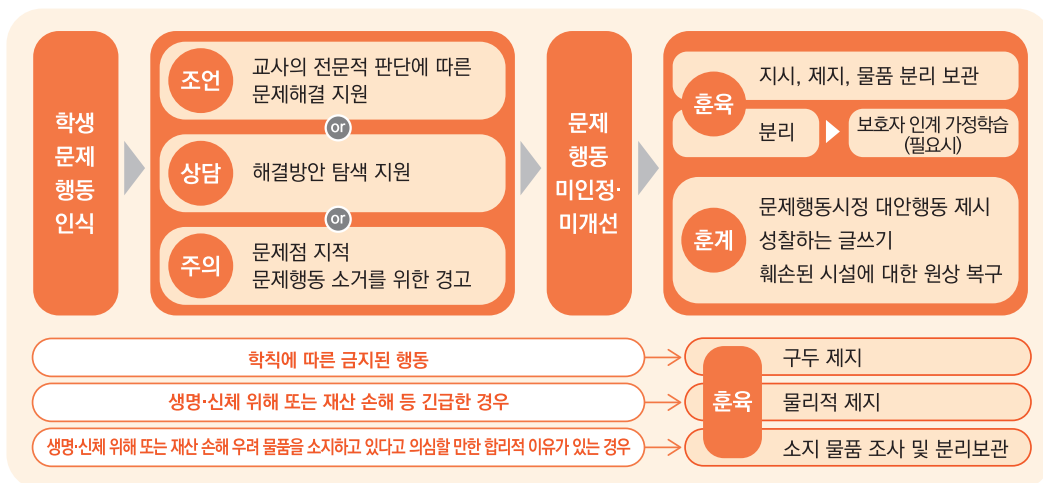 학생
문제
행동
인식
조언
교사의 전문적 판단에 따른
문제해결 지원
or
상담
해결방안 탐색 지원
or
주의
문제점 지적
문제행동 소거를 위한 경고
문제
행동
미인정·
미개선
훈육
지시, 제지, 물품 분리 보관
분리
보호자 인계 가정학습
(필요시)
훈계
문제행동시정 대안행동 제시
성찰하는 글쓰기
훼손된 시설에 대한 원상 복구
학칙에 따른 금지된 행동
생명·신체 위해 또는 재산 손해 등 긴급한 경우
생명·신체 위해 또는 재산 손해 우려 물품을 소지하고 있다고 의심할 만한 합리적 이유가 있는 경우
훈육
구두 제지
물리적 제지
소지 물품 조사 및 분리보관